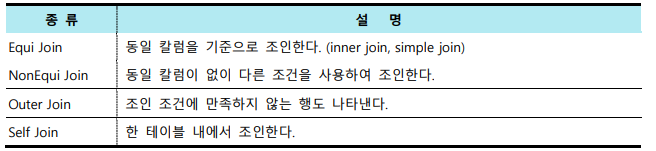 종 류 설 명
Equi Join 동일 칼럼을 기준으로 조인한다. (inner join, simple join)
NonEqui Join 동일 칼럼이 없이 다른 조건을 사용하여 조인한다.
Outer Join 조인 조건에 만족하지 않는 행도 나타낸다.
Self Join 한 테이블 내에서 조인한다.